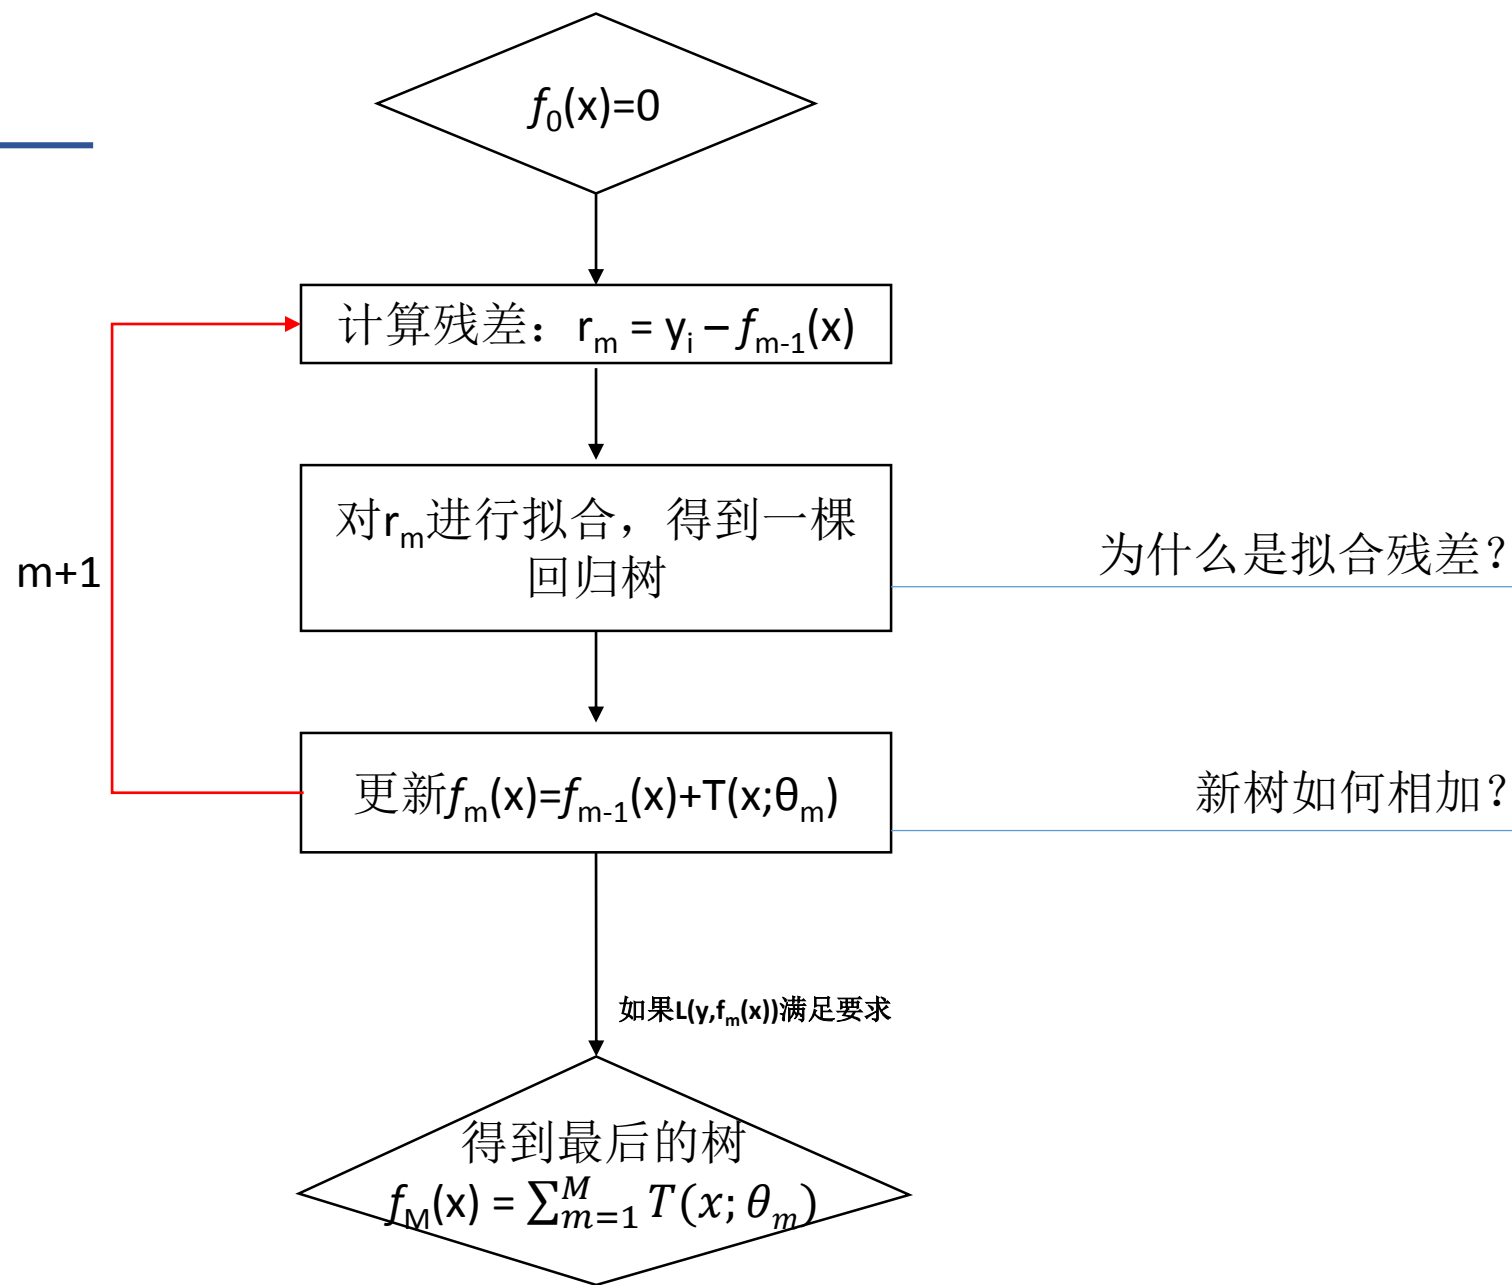 f₀(x)=0
计算残差：rₘ = yᵢ – fₘ₋₁(x)
对rₘ进行拟合，得到一棵
回归树
为什么是拟合残差？
m+1
更新fₘ(x)=fₘ₋₁(x)+T(x;θₘ)
新树如何相加？
如果L(y,fₘ(x))满足要求
得到最后的树
f_M(x) = ∑_{m=1}^{M} T(x; θₘ)